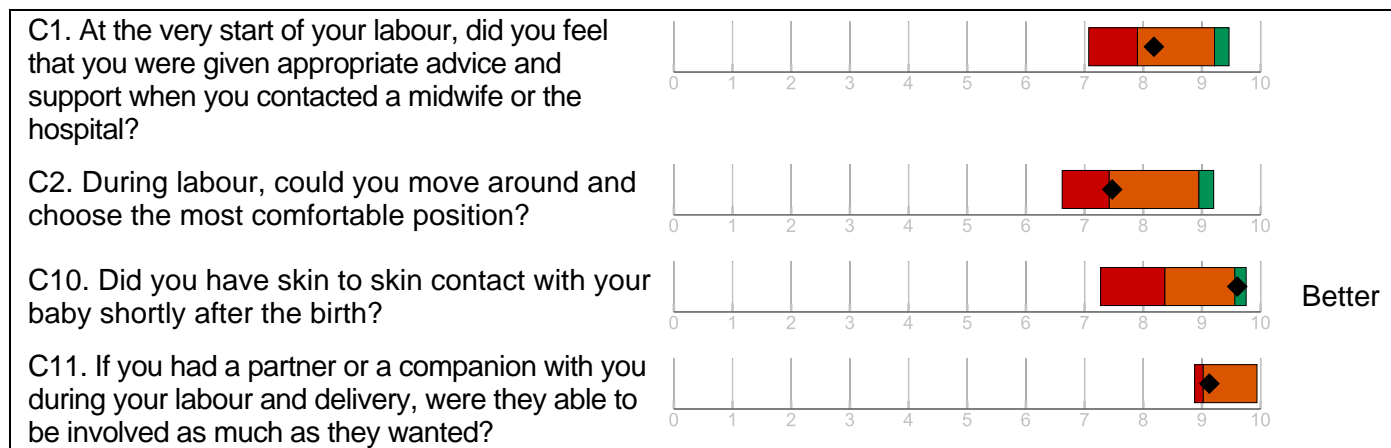 C1. At the very start of your labour, did you feel
that you were given appropriate advice and
support when you contacted a midwife or the
hospital?
0 1 2 3 4 5 6 7 8 9 10
C2. During labour, could you move around and
choose the most comfortable position?
0 1 2 3 4 5 6 7 8 9 10
C10. Did you have skin to skin contact with your
baby shortly after the birth?
Better
0 1 2 3 4 5 6 7 8 9 10
C11. If you had a partner or a companion with you
during your labour and delivery, were they able to
be involved as much as they wanted?
0 1 2 3 4 5 6 7 8 9 10